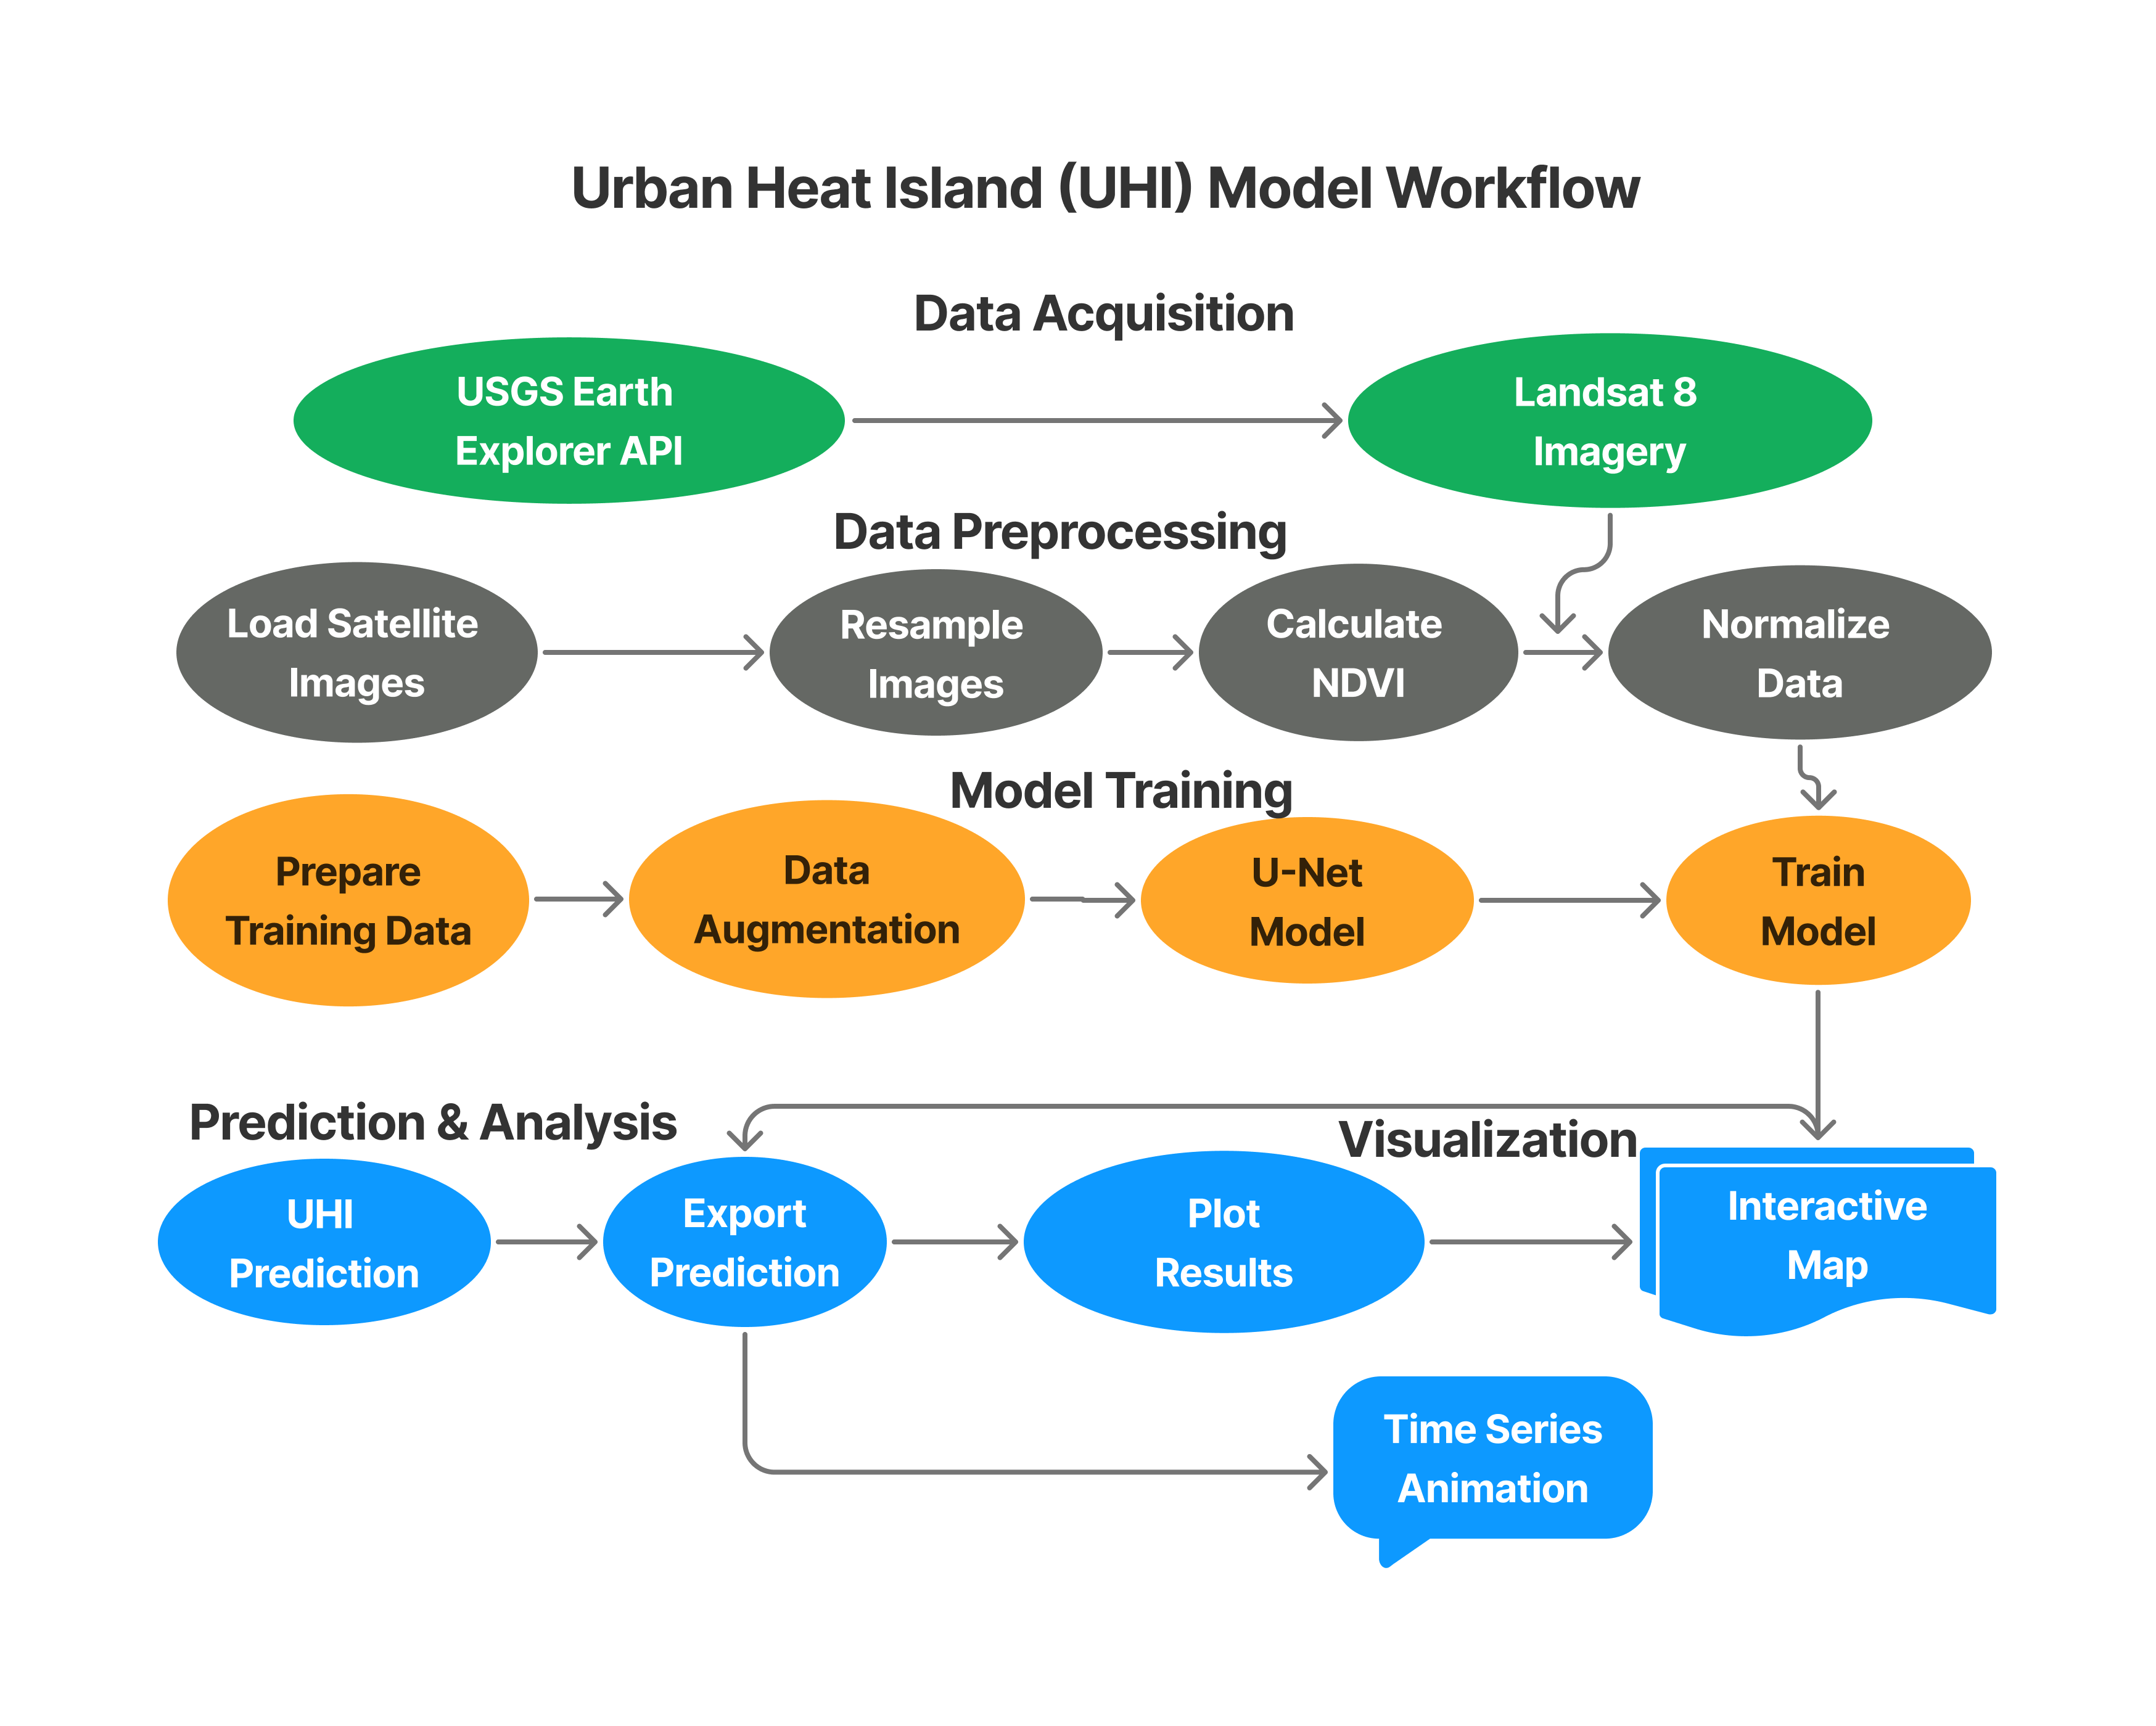 Urban Heat Island (UHI) Model Workflow
Data Acquisition
USGS Earth
Explorer API
Landsat 8
Imagery
Data Preprocessing
Load Satellite
Images
Resample
Images
Calculate
NDVI
Normalize
Data
Model Training
Prepare
Training Data
Data
Augmentation
U-Net
Model
Train
Model
Prediction & Analysis
Visualization
UHI
Prediction
Export
Prediction
Plot
Results
Interactive
Map
Time Series
Animation